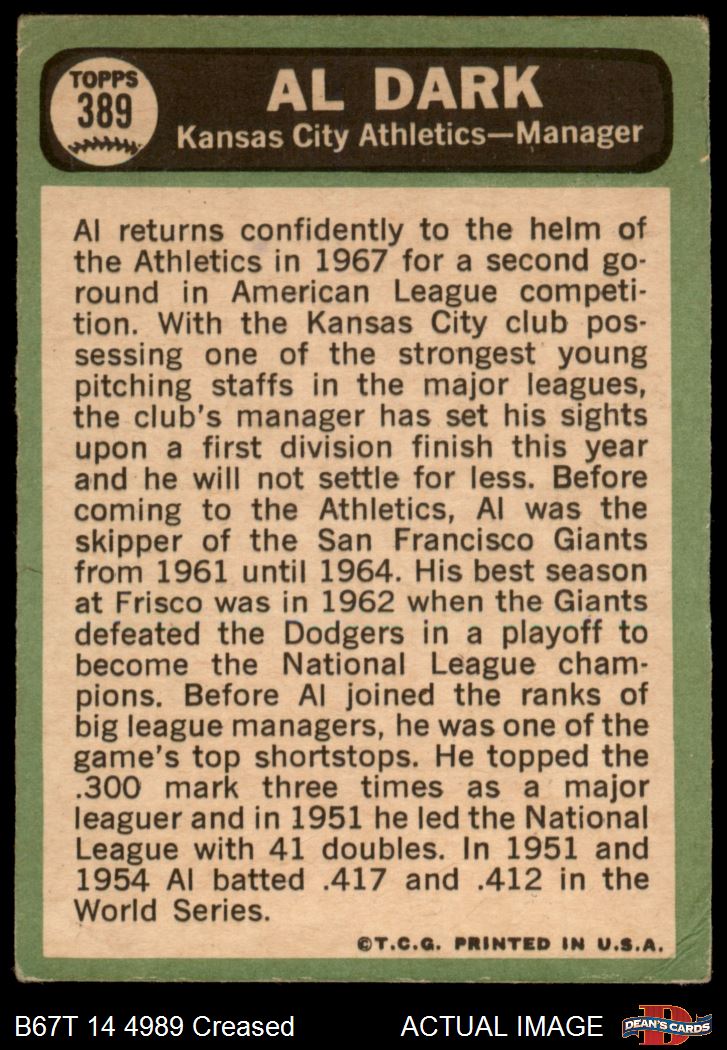 TOPPS
389
AL DARK
Kansas City Athletics—Manager
Al returns confidently to the helm of
the Athletics in 1967 for a second go-
round in American League competi-
tion. With the Kansas City club pos-
sessing one of the strongest young
pitching staffs in the major leagues,
the club's manager has set his sights
upon a first division finish this year
and he will not settle for less. Before
coming to the Athletics, Al was the
skipper of the San Francisco Giants
from 1961 until 1964. His best season
at Frisco was in 1962 when the Giants
defeated the Dodgers in a playoff to
become the National League cham-
pions. Before Al joined the ranks of
big league managers, he was one of the
game's top shortstops. He topped the
.300 mark three times as a major
leaguer and in 1951 he led the National
League with 41 doubles. In 1951 and
1954 Al batted .417 and .412 in the
World Series.
©T.C.G. PRINTED IN U.S.A.
B67T 14 4989 Creased
ACTUAL IMAGE
D
DEAN'S CARDS